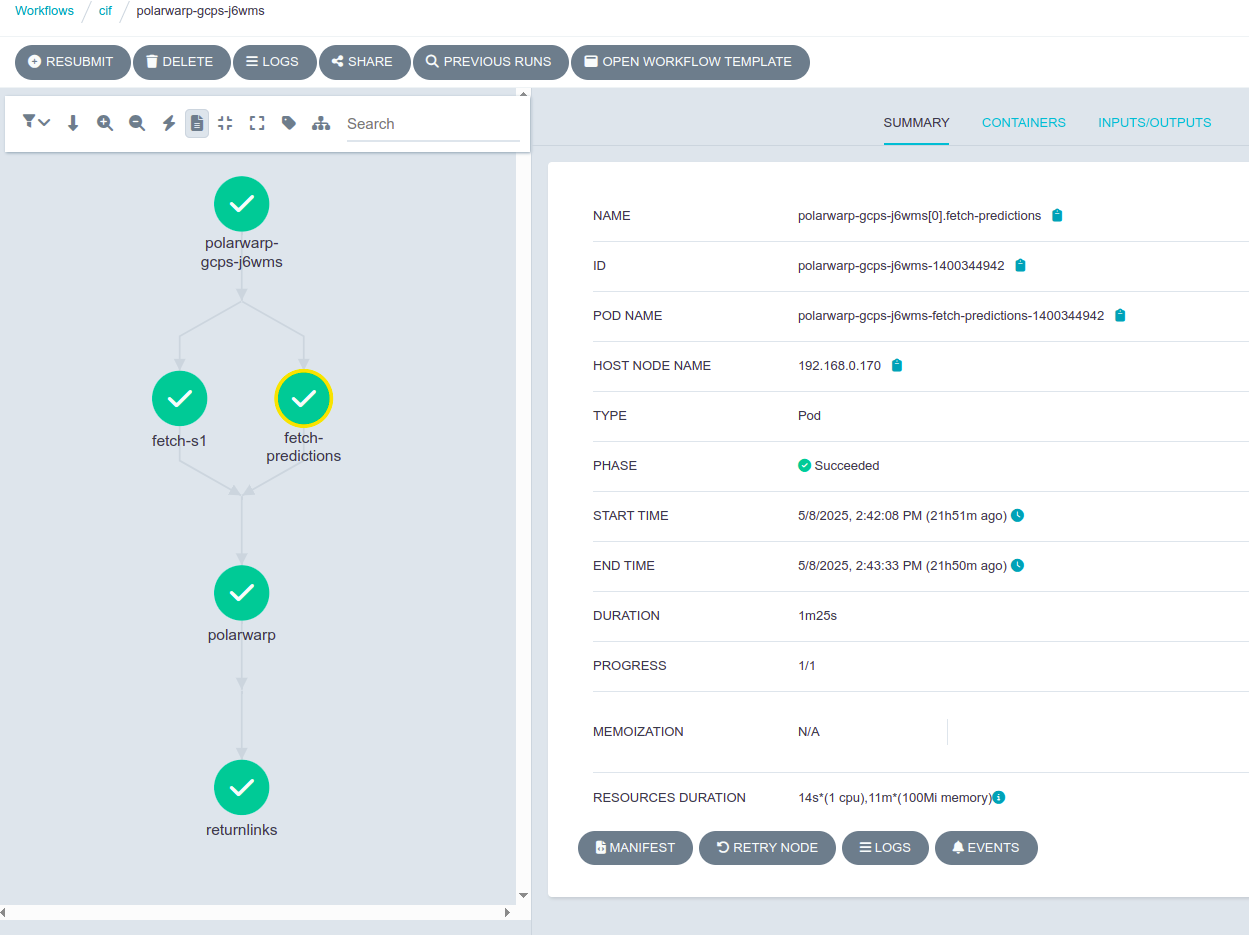 Workflows / cif / polarwarp-gcps-j6wms
RESUBMIT DELETE LOGS SHARE PREVIOUS RUNS OPEN WORKFLOW TEMPLATE
Search
polarwarp-
gcps-j6wms
fetch-s1
fetch-
predictions
polarwarp
returnlinks
SUMMARY CONTAINERS INPUTS/OUTPUTS
NAME polarwarp-gcps-j6wms[0].fetch-predictions
ID polarwarp-gcps-j6wms-1400344942
POD NAME polarwarp-gcps-j6wms-fetch-predictions-1400344942
HOST NODE NAME 192.168.0.170
TYPE Pod
PHASE Succeeded
START TIME 5/8/2025, 2:42:08 PM (21h51m ago)
END TIME 5/8/2025, 2:43:33 PM (21h50m ago)
DURATION 1m25s
PROGRESS 1/1
MEMOIZATION N/A
RESOURCES DURATION 14s*(1 cpu),11m*(100Mi memory)
MANIFEST RETRY NODE LOGS EVENTS